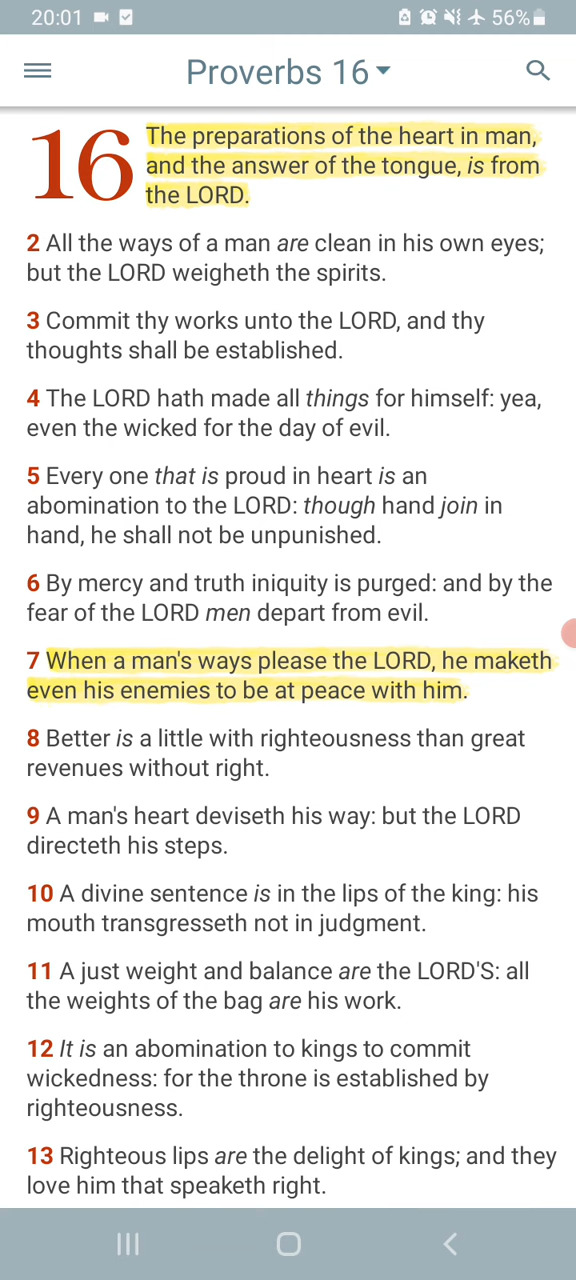 20:01
56%
Proverbs 16
16 The preparations of the heart in man,
and the answer of the tongue, is from
the LORD.
2 All the ways of a man are clean in his own eyes;
but the LORD weigheth the spirits.
3 Commit thy works unto the LORD, and thy
thoughts shall be established.
4 The LORD hath made all things for himself: yea,
even the wicked for the day of evil.
5 Every one that is proud in heart is an
abomination to the LORD: though hand join in
hand, he shall not be unpunished.
6 By mercy and truth iniquity is purged: and by the
fear of the LORD men depart from evil.
7 When a man's ways please the LORD, he maketh
even his enemies to be at peace with him.
8 Better is a little with righteousness than great
revenues without right.
9 A man's heart deviseth his way: but the LORD
directeth his steps.
10 A divine sentence is in the lips of the king: his
mouth transgresseth not in judgment.
11 A just weight and balance are the LORD'S: all
the weights of the bag are his work.
12 It is an abomination to kings to commit
wickedness: for the throne is established by
righteousness.
13 Righteous lips are the delight of kings; and they
love him that speaketh right.